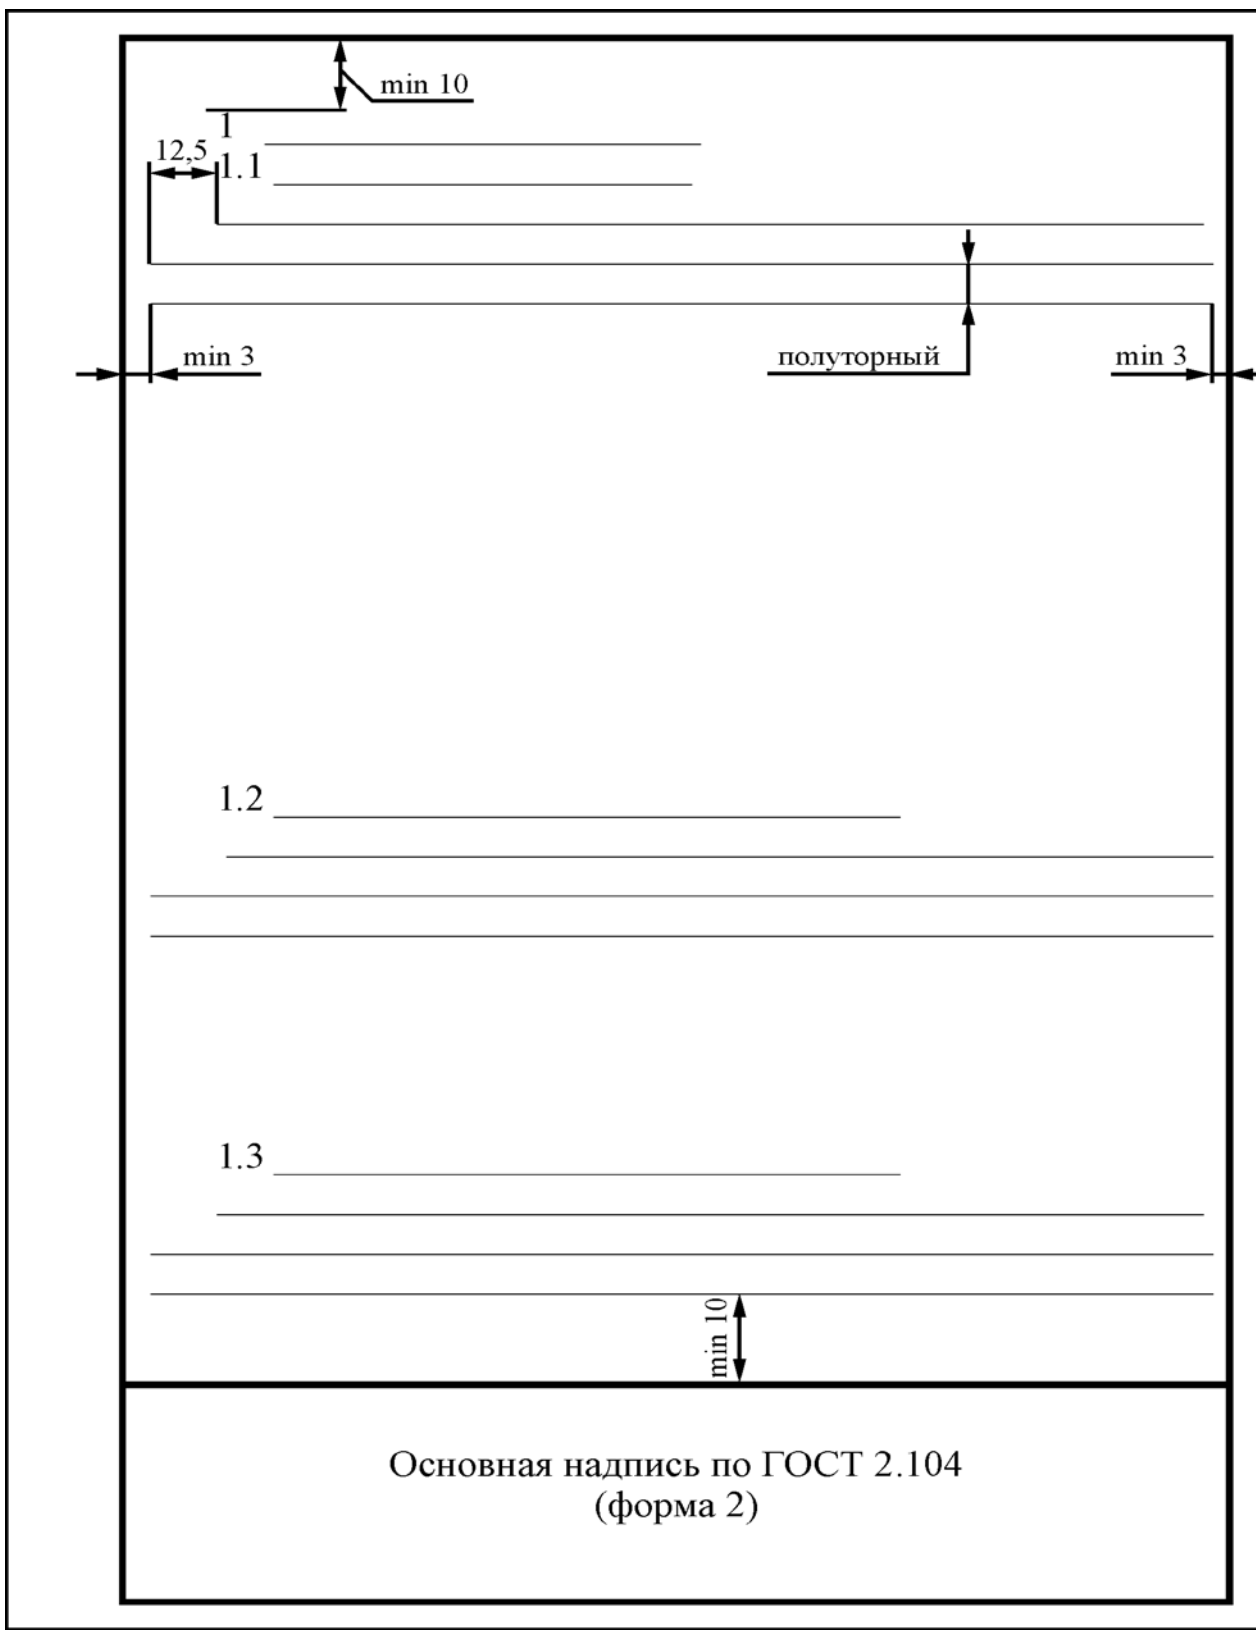 min 10
1
12,5
1.1
min 3
полуторный
min 3
1.2
1.3
min 10
Основная надпись по ГОСТ 2.104
(форма 2)